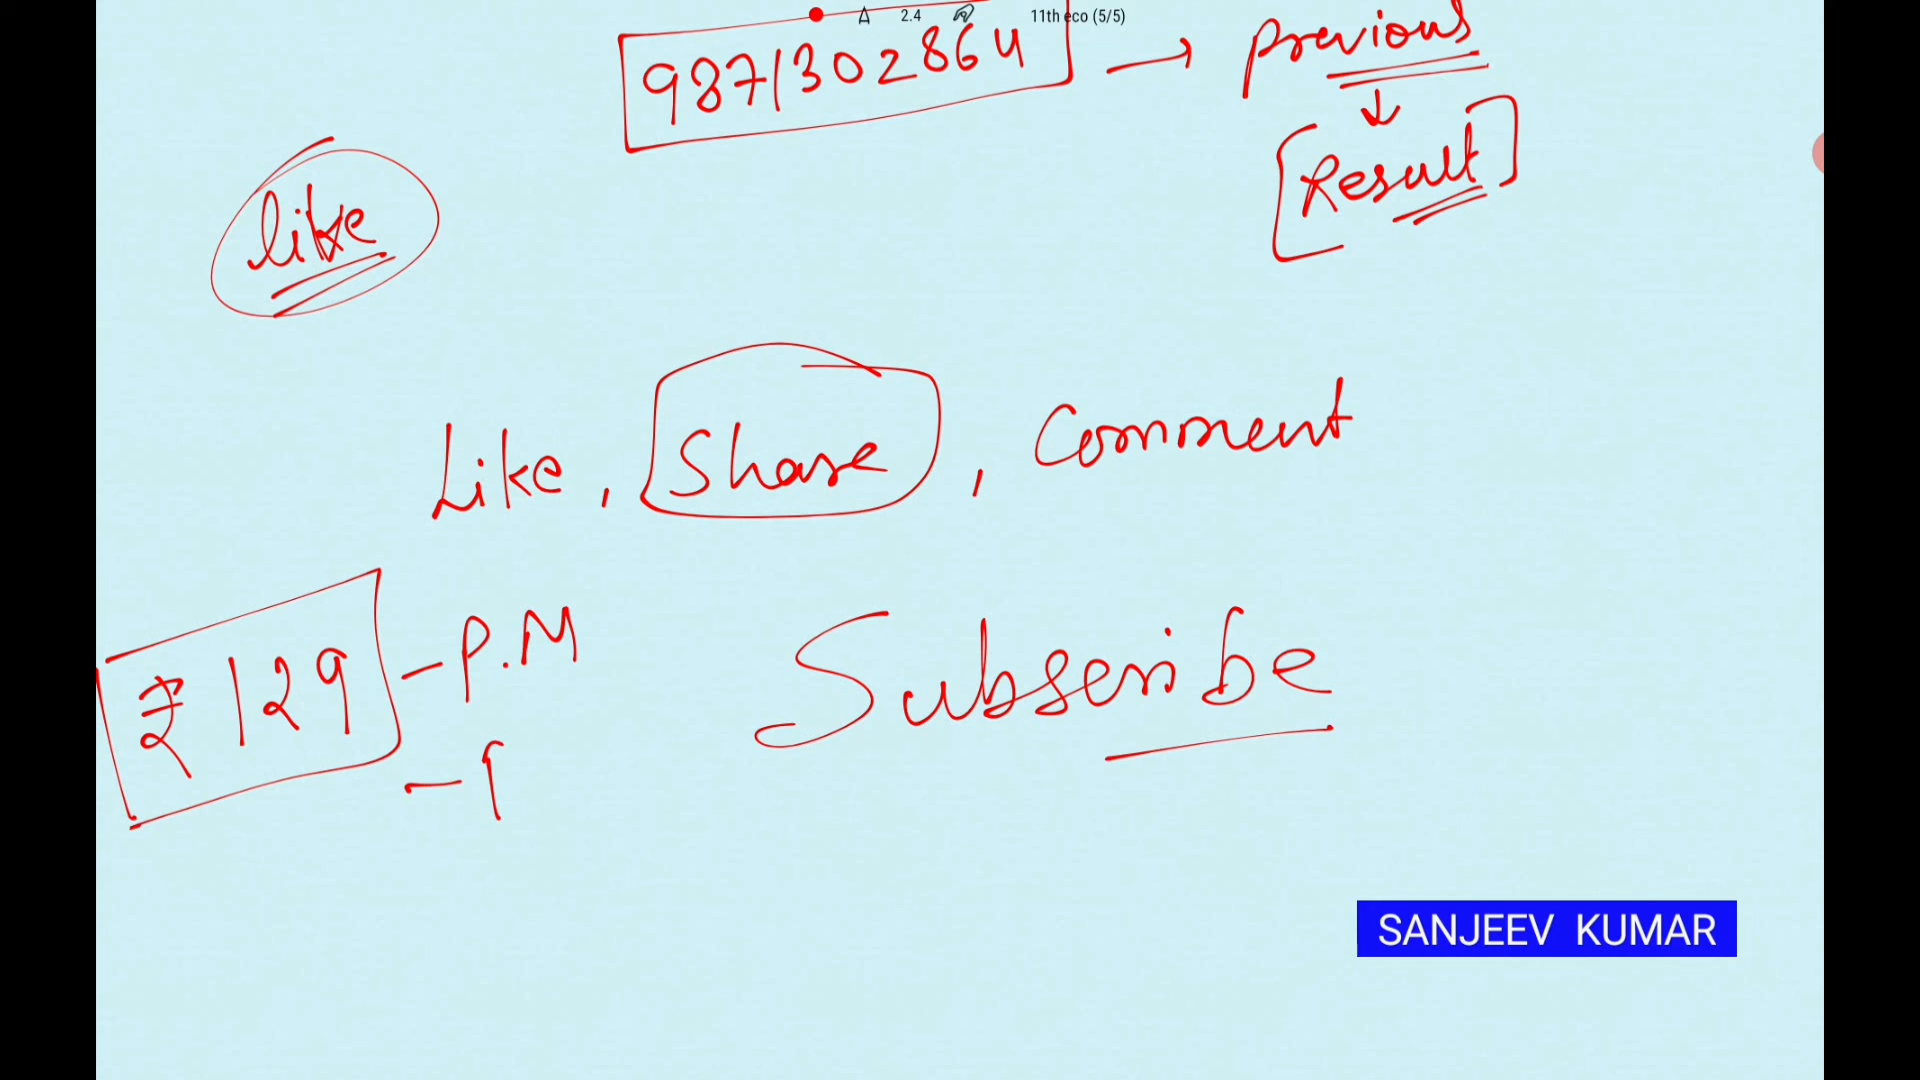 2.4 11th eco (5/5)
9871302864 → previous
↓
[Result]
like
Like, Share, Comment
₹129 - P.M
Subscribe
SANJEEV KUMAR